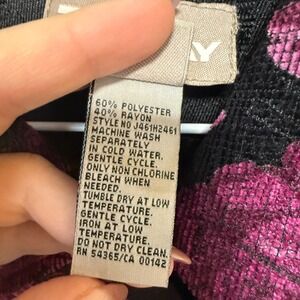 60% POLYESTER
40% RAYON
STYLE NO J461H2461
MACHINE WASH
SEPARATELY
IN COLD WATER.
GENTLE CYCLE.
ONLY NON CHLORINE
BLEACH WHEN
NEEDED.
TUMBLE DRY AT LOW
TEMPERATURE.
GENTLE CYCLE.
IRON AT LOW
TEMPERATURE.
DO NOT DRY CLEAN.
RN 54365/CA 00142